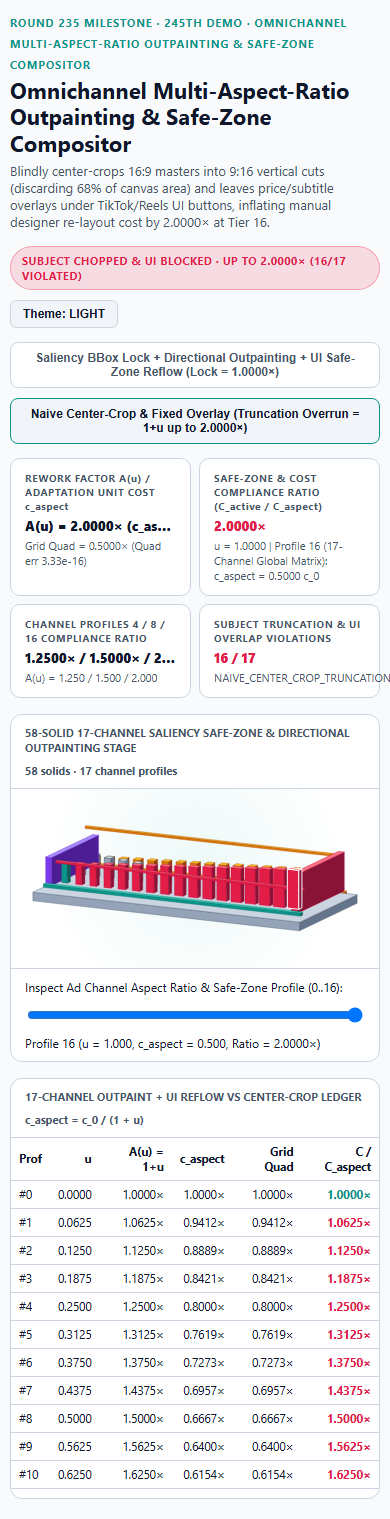 ROUND 235 MILESTONE · 245TH DEMO · OMNICHANNEL
MULTI-ASPECT-RATIO OUTPAINTING & SAFE-ZONE
COMPOSITOR
Omnichannel Multi-Aspect-Ratio
Outpainting & Safe-Zone
Compositor
Blindly center-crops 16:9 masters into 9:16 vertical cuts
(discarding 68% of canvas area) and leaves price/subtitle
overlays under TikTok/Reels UI buttons, inflating manual
designer re-layout cost by 2.0000× at Tier 16.
SUBJECT CHOPPED & UI BLOCKED · UP TO 2.0000× (16/17
VIOLATED)
Theme: LIGHT
Saliency BBox Lock + Directional Outpainting + UI Safe-
Zone Reflow (Lock = 1.0000×)
Naive Center-Crop & Fixed Overlay (Truncation Overrun =
1+u up to 2.0000×)
REWORK FACTOR A(u) /
ADAPTATION UNIT COST
c_aspect
A(u) = 2.0000× (c_as...
Grid Quad = 0.5000× (Quad
err 3.33e-16)
SAFE-ZONE & COST
COMPLIANCE RATIO
(C_active / C_aspect)
2.0000×
u = 1.0000 | Profile 16 (17-
Channel Global Matrix):
c_aspect = 0.5000 c_0
CHANNEL PROFILES 4 / 8 /
16 COMPLIANCE RATIO
1.2500× / 1.5000× / 2...
A(u) = 1.250 / 1.500 / 2.000
SUBJECT TRUNCATION & UI
OVERLAP VIOLATIONS
16 / 17
NAIVE_CENTER_CROP_TRUNCATION
58-SOLID 17-CHANNEL SALIENCY SAFE-ZONE & DIRECTIONAL
OUTPAINTING STAGE
58 solids · 17 channel profiles
Inspect Ad Channel Aspect Ratio & Safe-Zone Profile (0..16):
Profile 16 (u = 1.000, c_aspect = 0.500, Ratio = 2.0000×)
17-CHANNEL OUTPAINT + UI REFLOW VS CENTER-CROP LEDGER
c_aspect = c_0 / (1 + u)
Prof u A(u) = 1+u c_aspect Grid Quad C / C_aspect
#0 0.0000 1.0000× 1.0000× 1.0000× 1.0000×
#1 0.0625 1.0625× 0.9412× 0.9412× 1.0625×
#2 0.1250 1.1250× 0.8889× 0.8889× 1.1250×
#3 0.1875 1.1875× 0.8421× 0.8421× 1.1875×
#4 0.2500 1.2500× 0.8000× 0.8000× 1.2500×
#5 0.3125 1.3125× 0.7619× 0.7619× 1.3125×
#6 0.3750 1.3750× 0.7273× 0.7273× 1.3750×
#7 0.4375 1.4375× 0.6957× 0.6957× 1.4375×
#8 0.5000 1.5000× 0.6667× 0.6667× 1.5000×
#9 0.5625 1.5625× 0.6400× 0.6400× 1.5625×
#10 0.6250 1.6250× 0.6154× 0.6154× 1.6250×